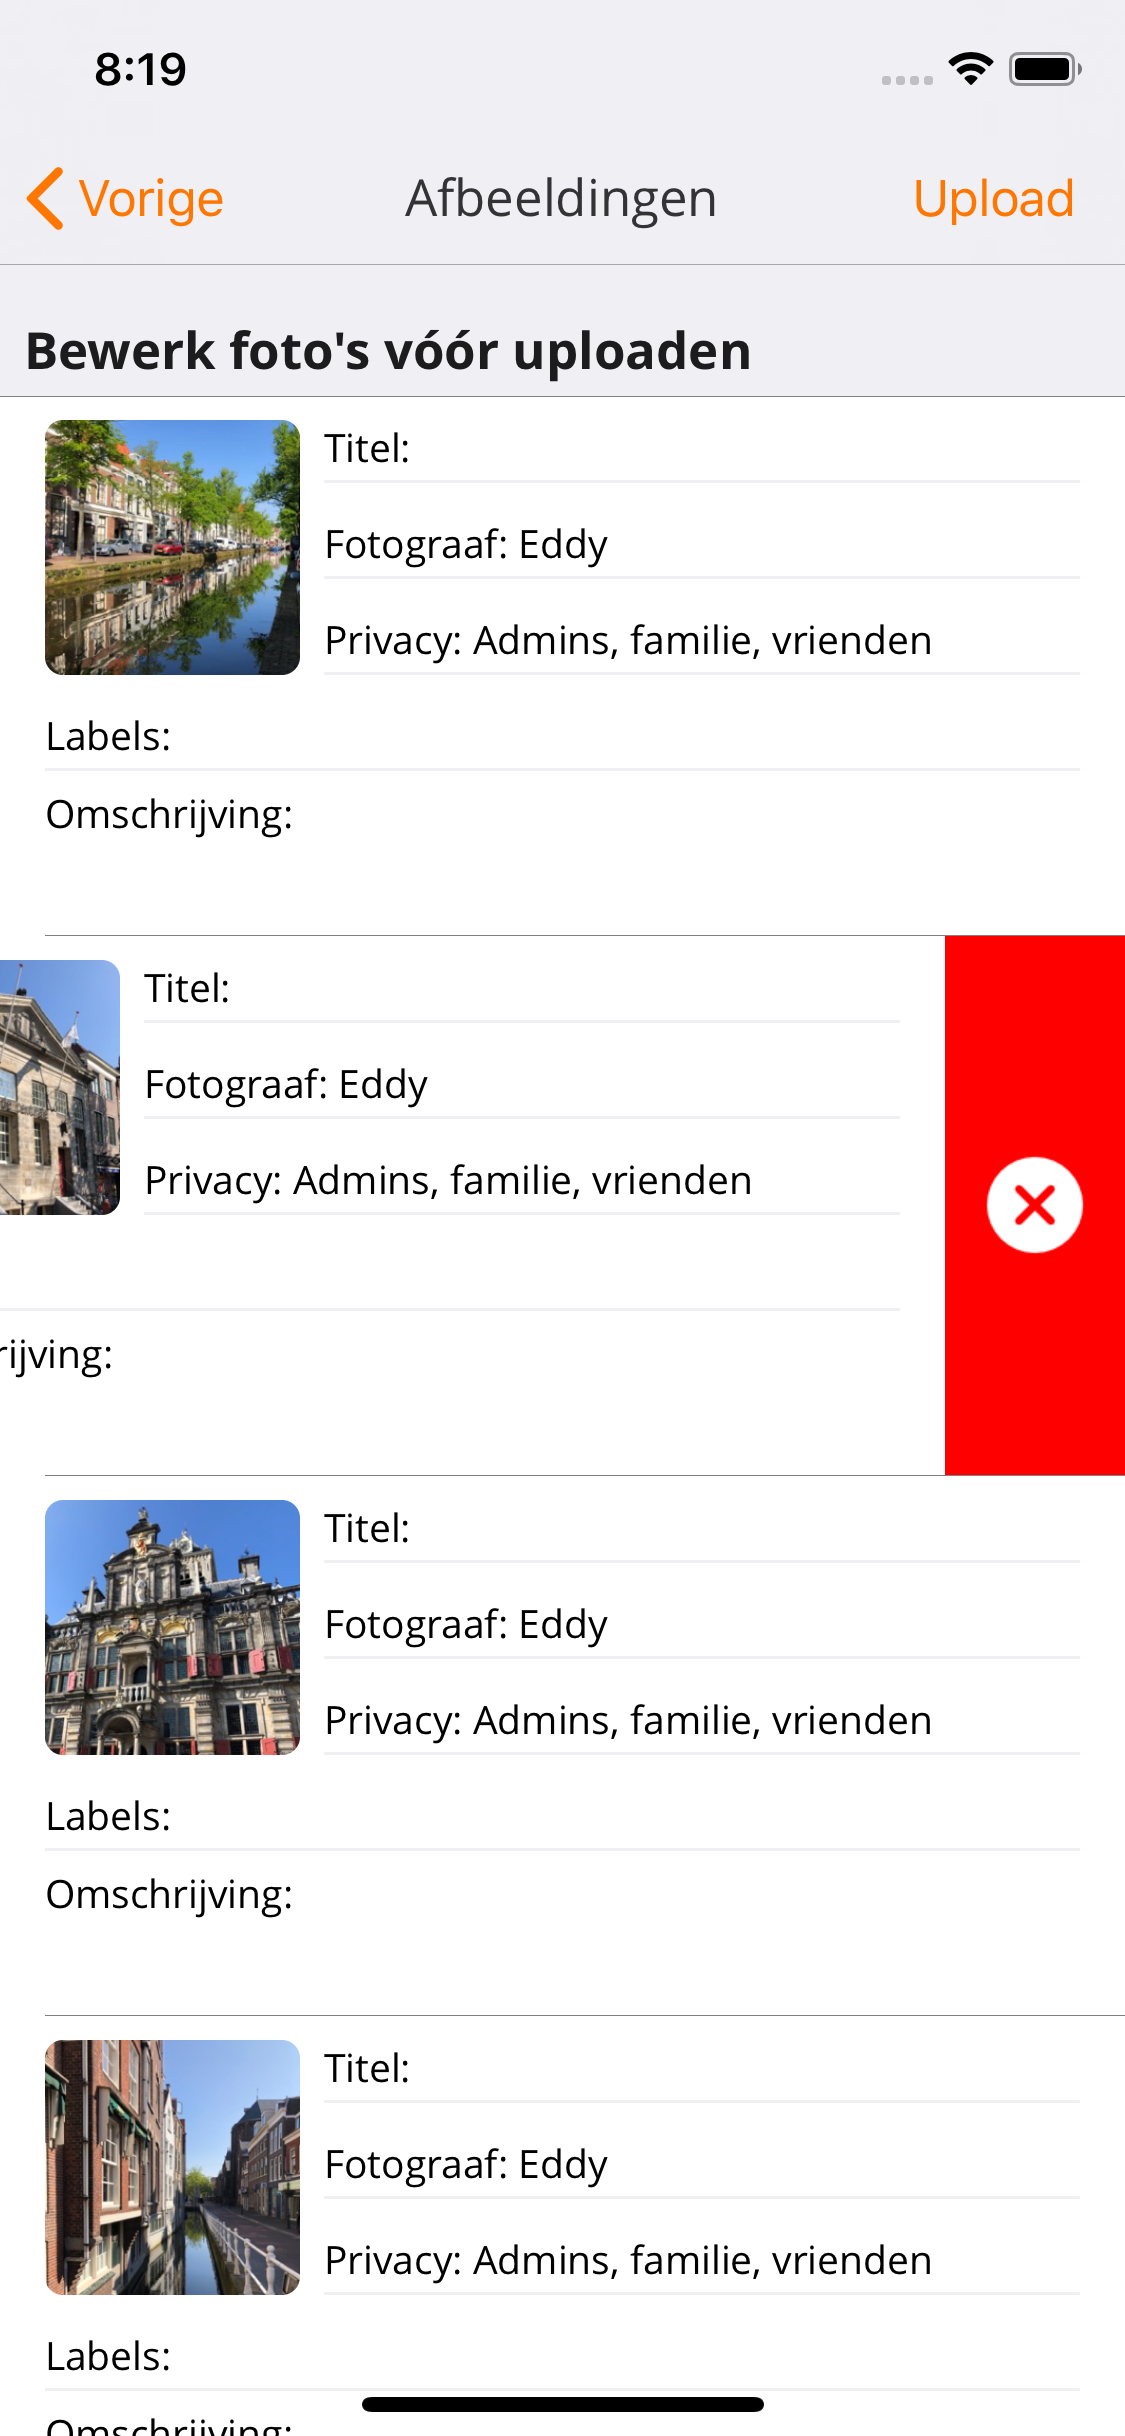 8:19
Vorige
Afbeeldingen
Upload
Bewerk foto's vóór uploaden
Titel:
Fotograaf: Eddy
Privacy: Admins, familie, vrienden
Labels:
Omschrijving:
Titel:
Fotograaf: Eddy
Privacy: Admins, familie, vrienden
rijving:
Titel:
Fotograaf: Eddy
Privacy: Admins, familie, vrienden
Labels:
Omschrijving:
Titel:
Fotograaf: Eddy
Privacy: Admins, familie, vrienden
Labels:
Omschrijving: